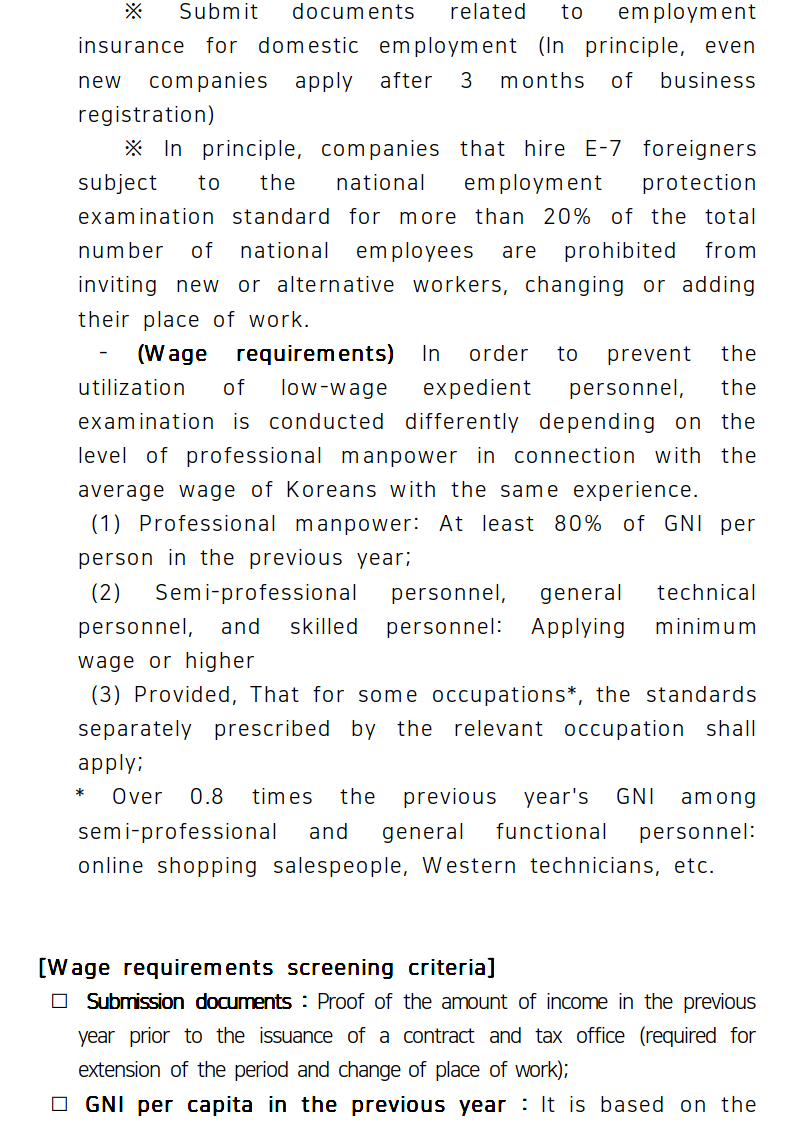 ※ Submit documents related to employment
insurance for domestic employment (In principle, even
new companies apply after 3 months of business
registration)
※ In principle, companies that hire E-7 foreigners
subject to the national employment protection
examination standard for more than 20% of the total
number of national employees are prohibited from
inviting new or alternative workers, changing or adding
their place of work.
- (Wage requirements) In order to prevent the
utilization of low-wage expedient personnel, the
examination is conducted differently depending on the
level of professional manpower in connection with the
average wage of Koreans with the same experience.
(1) Professional manpower: At least 80% of GNI per
person in the previous year;
(2) Semi-professional personnel, general technical
personnel, and skilled personnel: Applying minimum
wage or higher
(3) Provided, That for some occupations*, the standards
separately prescribed by the relevant occupation shall
apply;
* Over 0.8 times the previous year's GNI among
semi-professional and general functional personnel:
online shopping salespeople, Western technicians, etc.
[Wage requirements screening criteria]
□ Submission documents : Proof of the amount of income in the previous
year prior to the issuance of a contract and tax office (required for
extension of the period and change of place of work);
□ GNI per capita in the previous year : It is based on the